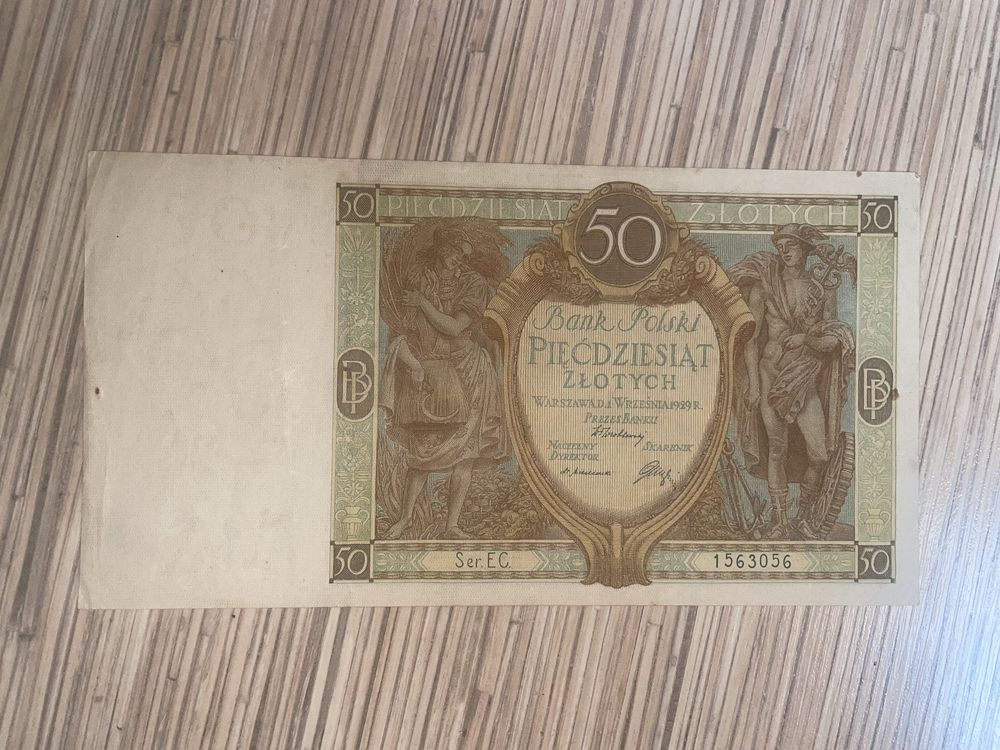 50 PIĘĆDZIESIĄT 50 ZŁOTYCH 50
Bank Polski
PIĘĆDZIESIĄT
ZŁOTYCH
WARSZAWA D. 1 WRZEŚNIA 1929 R.
PREZES BANKU
NACZELNY SKARBNIK
DYREKTOR
BP BP
50 Ser. EC. 1563056 50